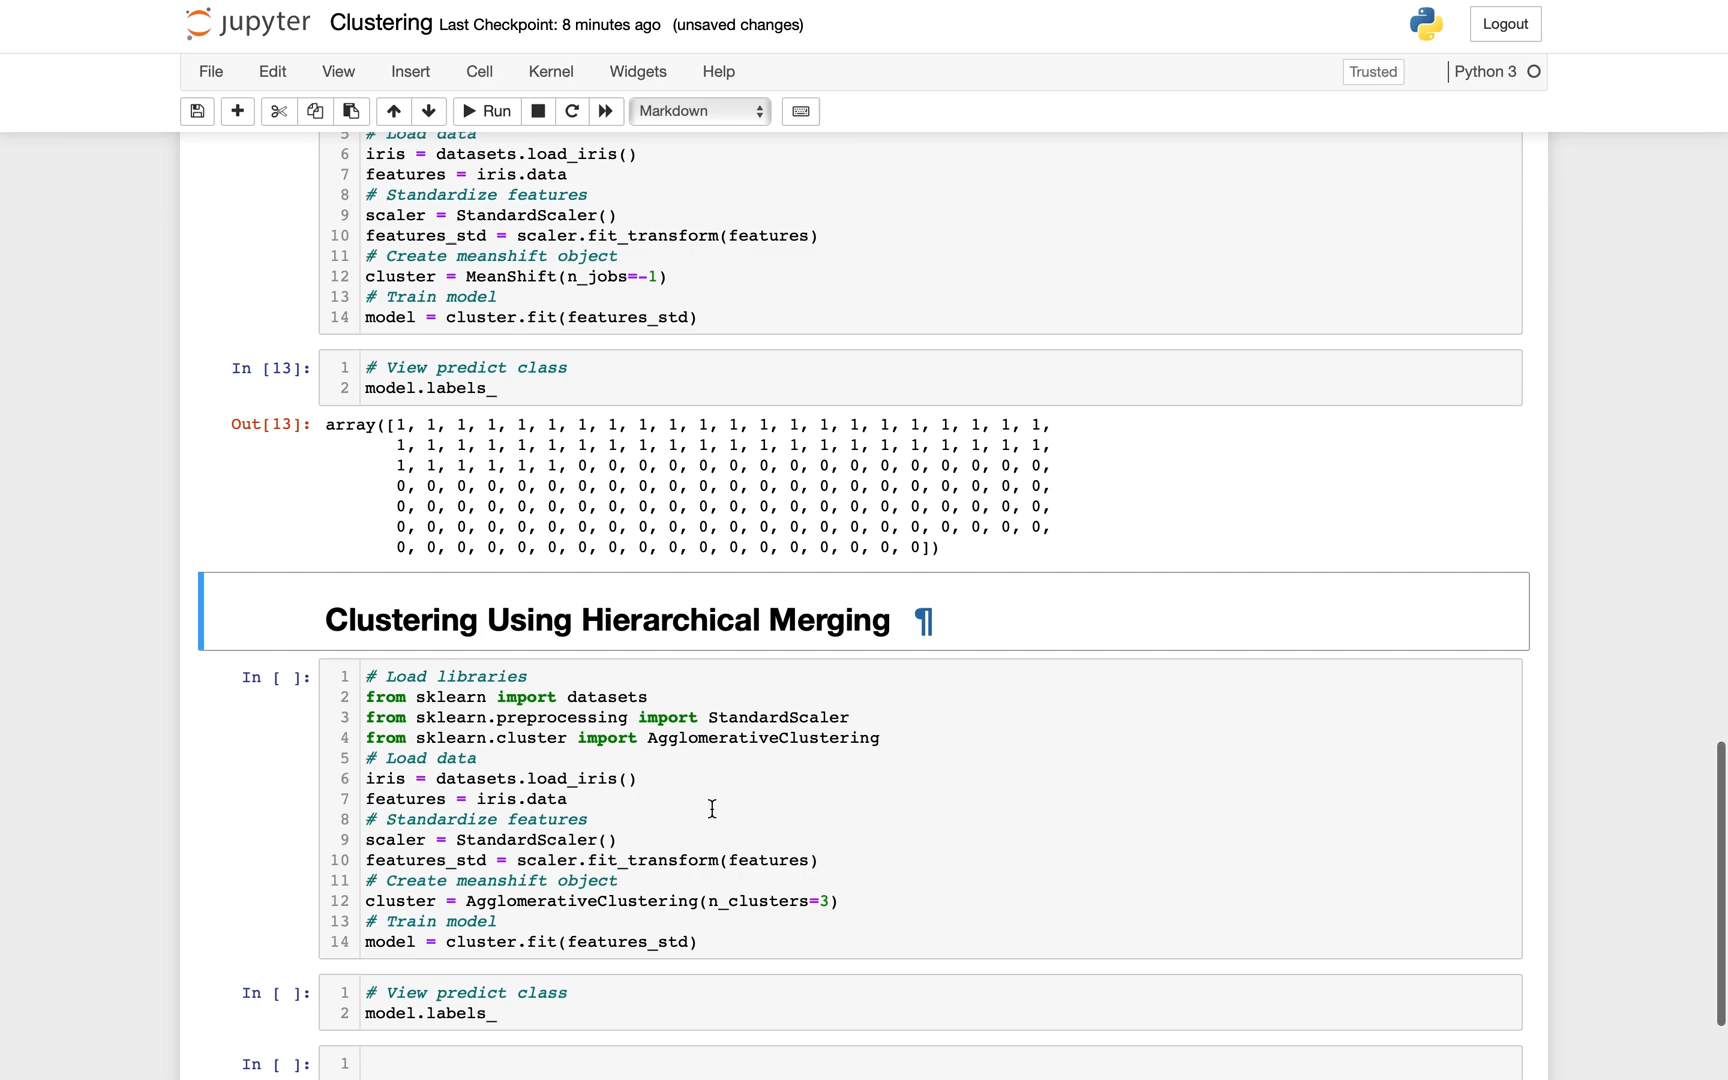 jupyter Clustering Last Checkpoint: 8 minutes ago (unsaved changes) Logout
File Edit View Insert Cell Kernel Widgets Help Trusted Python 3
Run Markdown
5 # Load data
6 iris = datasets.load_iris()
7 features = iris.data
8 # Standardize features
9 scaler = StandardScaler()
10 features_std = scaler.fit_transform(features)
11 # Create meanshift object
12 cluster = MeanShift(n_jobs=-1)
13 # Train model
14 model = cluster.fit(features_std)
In [13]: 1 # View predict class
2 model.labels_
Out[13]: array([1, 1, 1, 1, 1, 1, 1, 1, 1, 1, 1, 1, 1, 1, 1, 1, 1, 1, 1, 1, 1, 1,
1, 1, 1, 1, 1, 1, 1, 1, 1, 1, 1, 1, 1, 1, 1, 1, 1, 1, 1, 1, 1, 1,
1, 1, 1, 1, 1, 1, 0, 0, 0, 0, 0, 0, 0, 0, 0, 0, 0, 0, 0, 0, 0, 0,
0, 0, 0, 0, 0, 0, 0, 0, 0, 0, 0, 0, 0, 0, 0, 0, 0, 0, 0, 0, 0, 0,
0, 0, 0, 0, 0, 0, 0, 0, 0, 0, 0, 0, 0, 0, 0, 0, 0, 0, 0, 0, 0, 0,
0, 0, 0, 0, 0, 0, 0, 0, 0, 0, 0, 0, 0, 0, 0, 0, 0, 0, 0, 0, 0, 0,
0, 0, 0, 0, 0, 0, 0, 0, 0, 0, 0, 0, 0, 0, 0, 0, 0, 0])
Clustering Using Hierarchical Merging ¶
In [ ]: 1 # Load libraries
2 from sklearn import datasets
3 from sklearn.preprocessing import StandardScaler
4 from sklearn.cluster import AgglomerativeClustering
5 # Load data
6 iris = datasets.load_iris()
7 features = iris.data
8 # Standardize features
9 scaler = StandardScaler()
10 features_std = scaler.fit_transform(features)
11 # Create meanshift object
12 cluster = AgglomerativeClustering(n_clusters=3)
13 # Train model
14 model = cluster.fit(features_std)
In [ ]: 1 # View predict class
2 model.labels_
In [ ]: 1